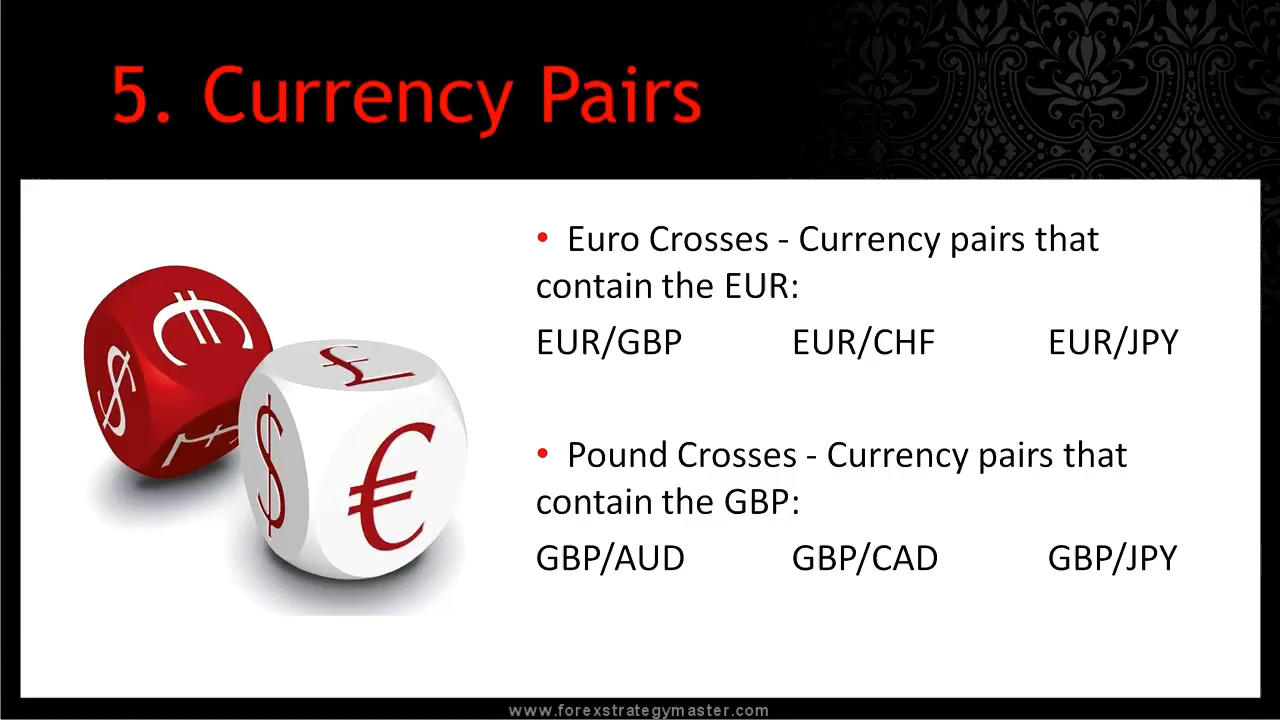 5. Currency Pairs
• Euro Crosses - Currency pairs that
contain the EUR:
EUR/GBP EUR/CHF EUR/JPY
• Pound Crosses - Currency pairs that
contain the GBP:
GBP/AUD GBP/CAD GBP/JPY
€
$
£
$
€
www.forexstrategymaster.com